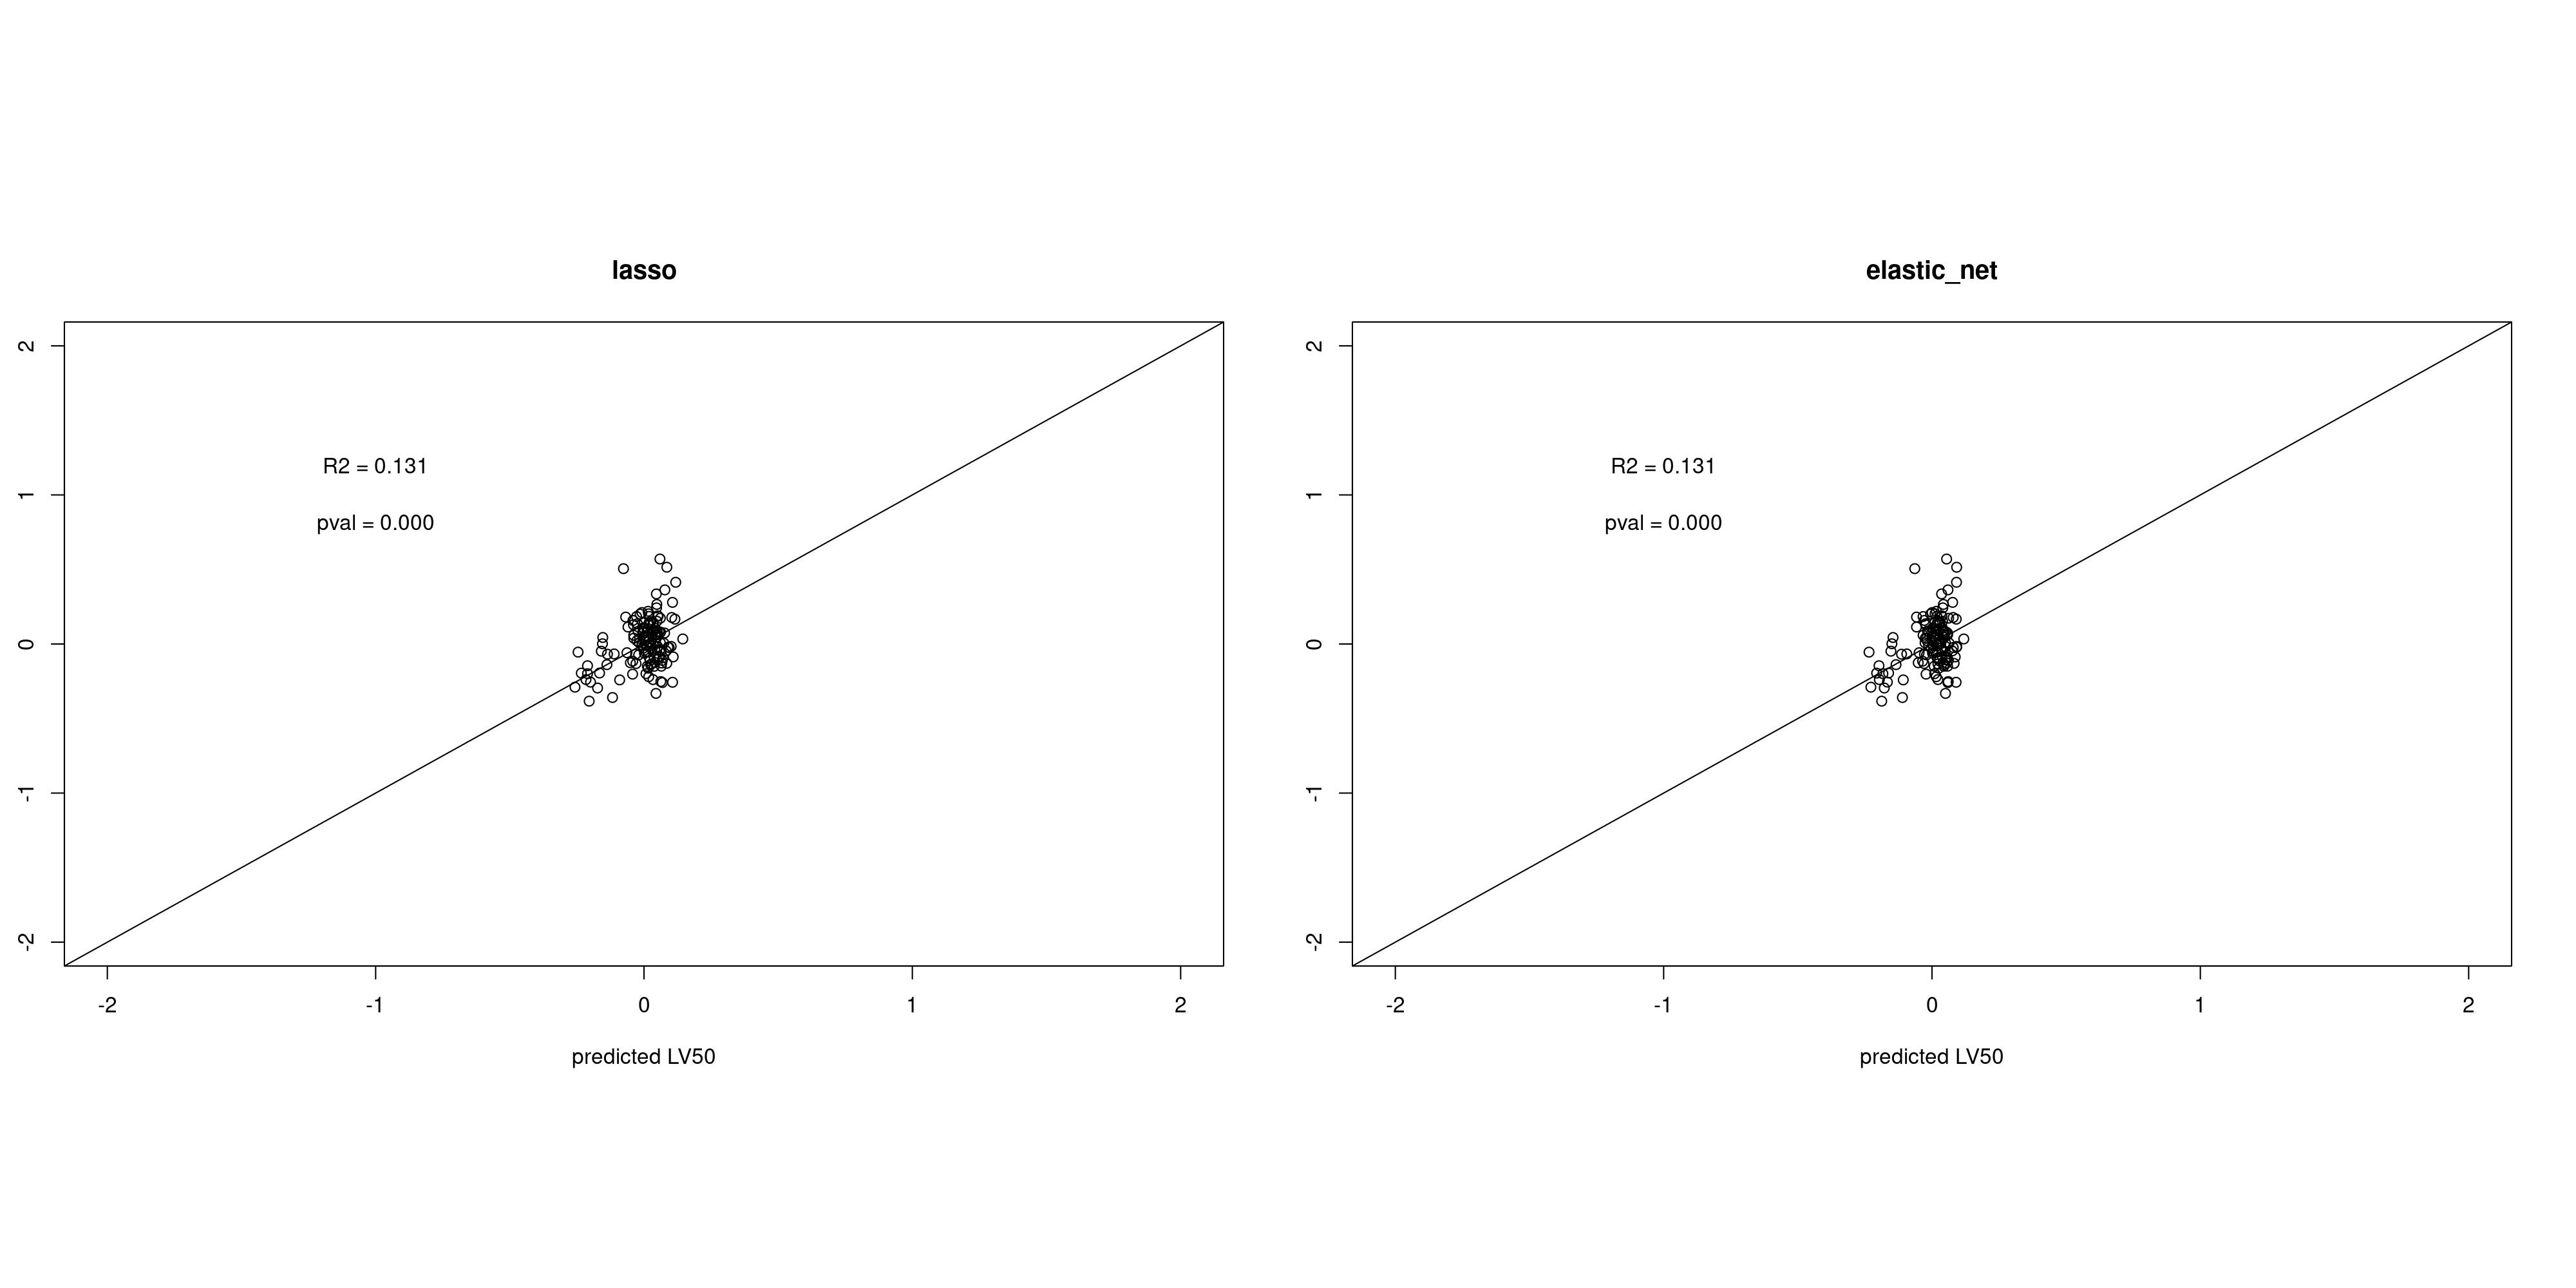 lasso
2
1
0
-1
-2
R2 = 0.131
pval = 0.000
-2 -1 0 1 2
predicted LV50
elastic_net
2
1
0
-1
-2
R2 = 0.131
pval = 0.000
-2 -1 0 1 2
predicted LV50